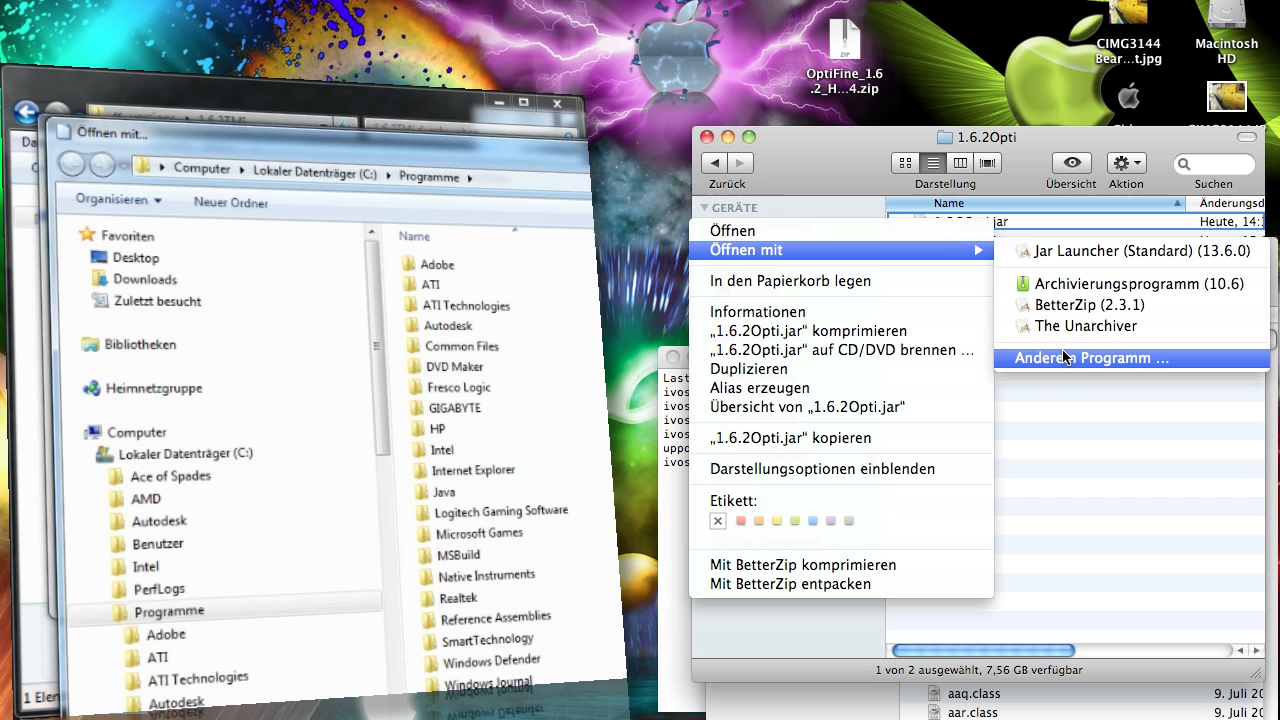 Öffnen mit...
Computer
Lokaler Datenträger (C:)
Programme
Organisieren
Neuer Ordner
Favoriten
Desktop
Downloads
Zuletzt besucht
Bibliotheken
Heimnetzgruppe
Computer
Lokaler Datenträger (C:)
Ace of Spades
AMD
Autodesk
Benutzer
Intel
PerfLogs
Programme
Adobe
ATI
ATI Technologies
Autodesk
Name
Adobe
ATI
ATI Technologies
Autodesk
Common Files
DVD Maker
Fresco Logic
GIGABYTE
HP
Intel
Internet Explorer
Java
Logitech Gaming Software
Microsoft Games
MSBuild
Native Instruments
Realtek
Reference Assemblies
SmartTechnology
Windows Defender
Windows Journal
OptiFine_1.6
.2_H...4.zip
CIMG3144
Bear...t.jpg
Macintosh
HD
1.6.2Opti
Zurück
Darstellung
Übersicht
Aktion
Suchen
GERÄTE
Name
Änderungsd
Heute, 14:
Öffnen
Öffnen mit
In den Papierkorb legen
Informationen
„1.6.2Opti.jar“ komprimieren
„1.6.2Opti.jar“ auf CD/DVD brennen ...
Duplizieren
Alias erzeugen
Übersicht von „1.6.2Opti.jar“
„1.6.2Opti.jar“ kopieren
Darstellungsoptionen einblenden
Etikett:
Mit BetterZip komprimieren
Mit BetterZip entpacken
Jar Launcher (Standard) (13.6.0)
Archivierungsprogramm (10.6)
BetterZip (2.3.1)
The Unarchiver
Programm ...
Last
ivos
ivos
ivos
ivos
uppo
ivos
1 von 2 ausgewählt, 7,56 GB verfügbar
aaq.class 9. Juli 20
aar.class 9. Juli 20
1 Elen